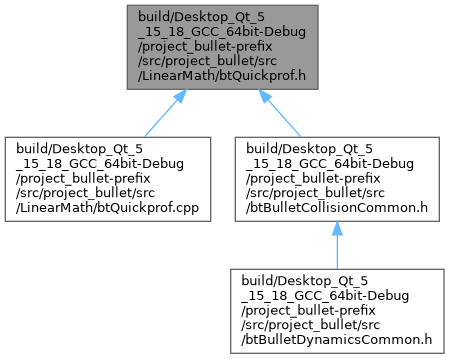 build/Desktop_Qt_5
_15_18_GCC_64bit-Debug
/project_bullet-prefix
/src/project_bullet/src
/LinearMath/btQuickprof.h
build/Desktop_Qt_5
_15_18_GCC_64bit-Debug
/project_bullet-prefix
/src/project_bullet/src
/LinearMath/btQuickprof.cpp
build/Desktop_Qt_5
_15_18_GCC_64bit-Debug
/project_bullet-prefix
/src/project_bullet/src
/btBulletCollisionCommon.h
build/Desktop_Qt_5
_15_18_GCC_64bit-Debug
/project_bullet-prefix
/src/project_bullet/src
/btBulletDynamicsCommon.h